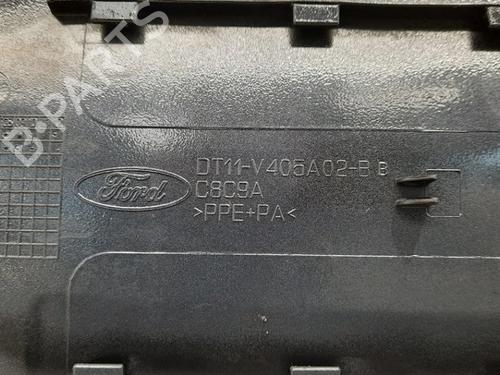 B-PARTS
Ford
DT11-V405A02-B B
C8C9A
>PPE+PA<